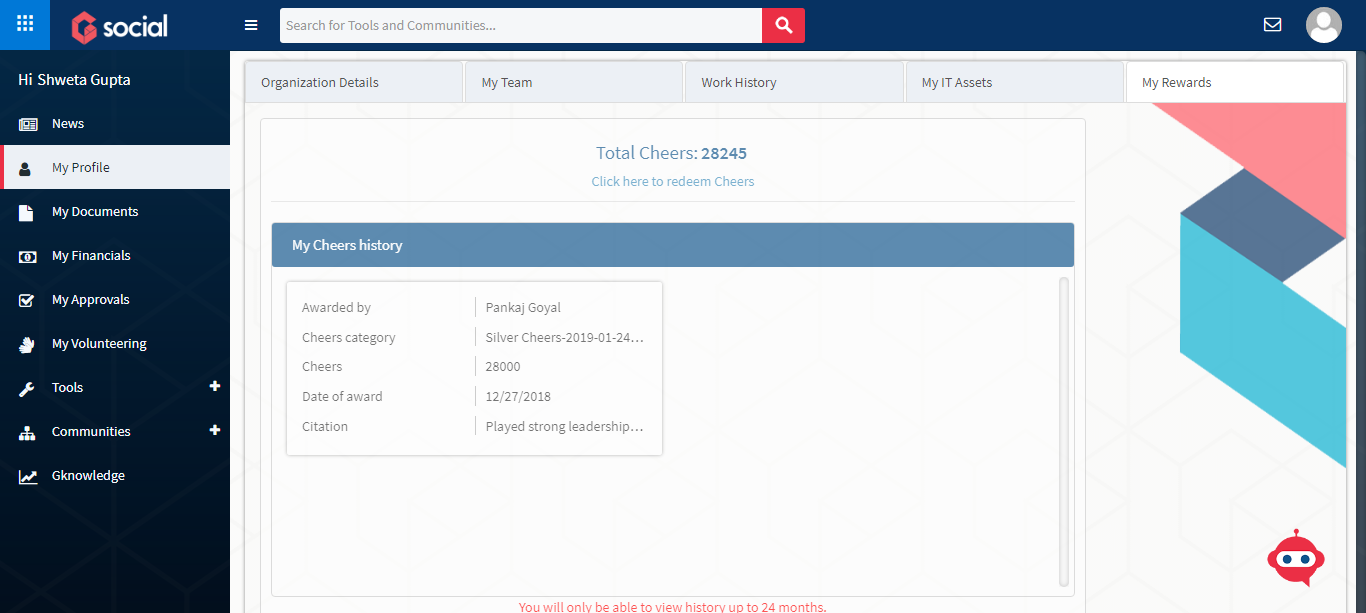 social
Search for Tools and Communities...
Hi Shweta Gupta
News
My Profile
My Documents
My Financials
My Approvals
My Volunteering
Tools
Communities
Gknowledge
Organization Details
My Team
Work History
My IT Assets
My Rewards
Total Cheers: 28245
Click here to redeem Cheers
My Cheers history
Awarded by Pankaj Goyal
Cheers category Silver Cheers-2019-01-24...
Cheers 28000
Date of award 12/27/2018
Citation Played strong leadership...
You will only be able to view history up to 24 months.